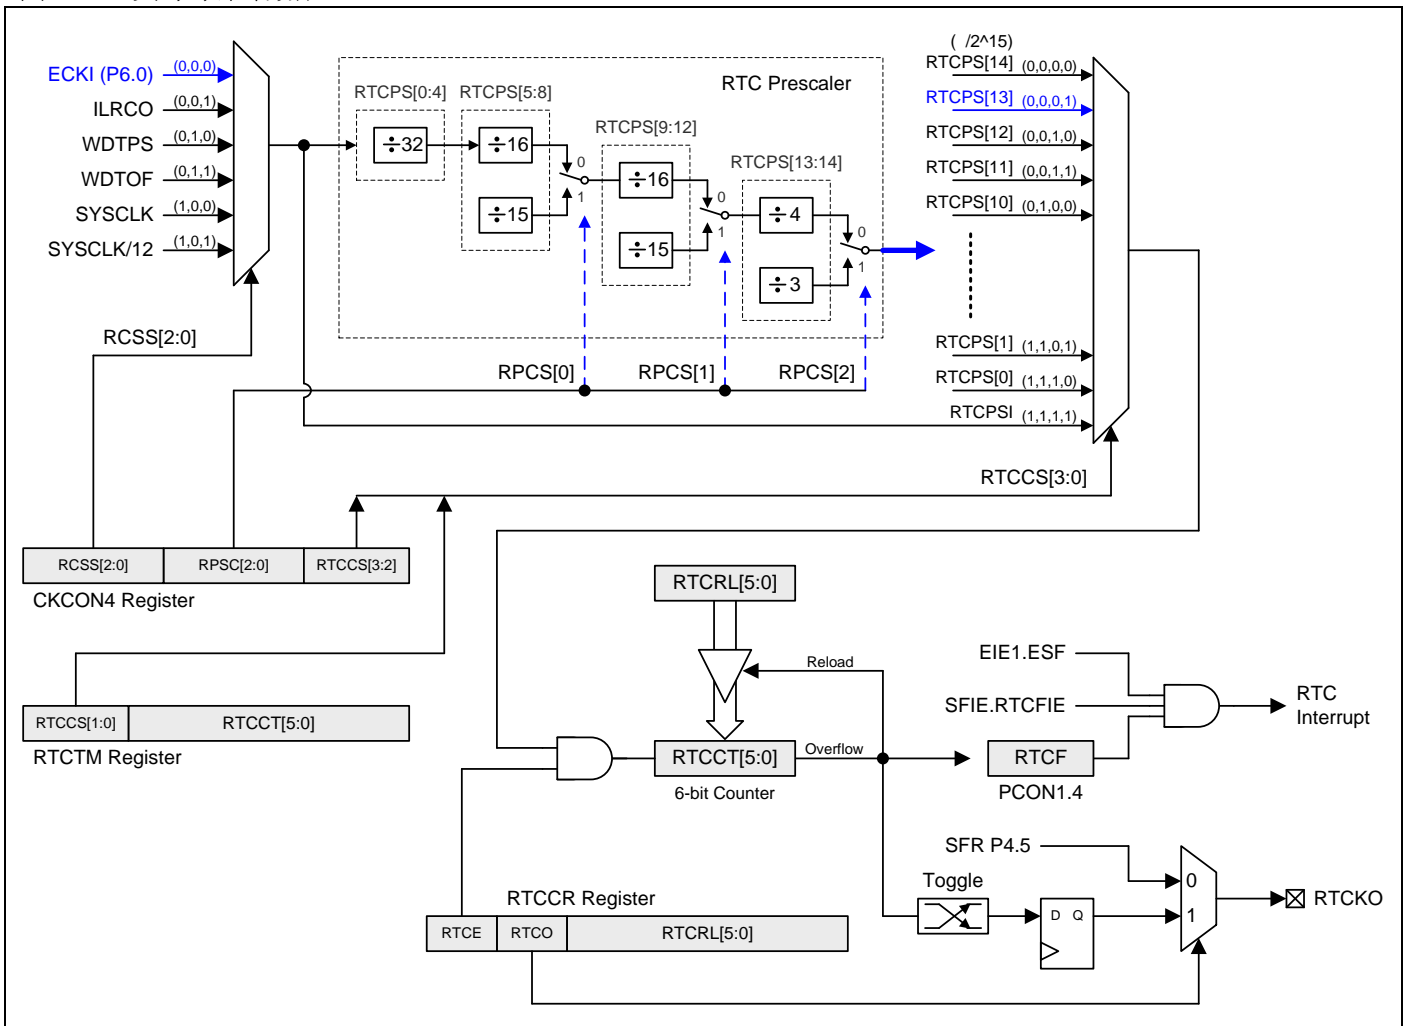 ( /2^15)
ECKI (P6.0) (0,0,0)
ILRCO (0,0,1)
WDTPS (0,1,0)
WDTOF (0,1,1)
SYSCLK (1,0,0)
SYSCLK/12 (1,0,1)
RCSS[2:0]
RTC Prescaler
RTCPS[0:4]
÷32
RTCPS[5:8]
÷16
÷15
0
1
RTCPS[9:12]
÷16
÷15
0
1
RTCPS[13:14]
÷4
÷3
0
1
RPCS[0]
RPCS[1]
RPCS[2]
RTCPS[14] (0,0,0,0)
RTCPS[13] (0,0,0,1)
RTCPS[12] (0,0,1,0)
RTCPS[11] (0,0,1,1)
RTCPS[10] (0,1,0,0)
RTCPS[1] (1,1,0,1)
RTCPS[0] (1,1,1,0)
RTCPSI (1,1,1,1)
RTCCS[3:0]
RCSS[2:0] RPSC[2:0] RTCCS[3:2]
CKCON4 Register
RTCCS[1:0] RTCCT[5:0]
RTCTM Register
RTCRL[5:0]
Reload
RTCCT[5:0]
Overflow
6-bit Counter
EIE1.ESF
SFIE.RTCFIE
RTCF
PCON1.4
RTC
Interrupt
SFR P4.5
Toggle
D Q
0
1
RTCKO
RTCCR Register
RTCE RTCO RTCRL[5:0]